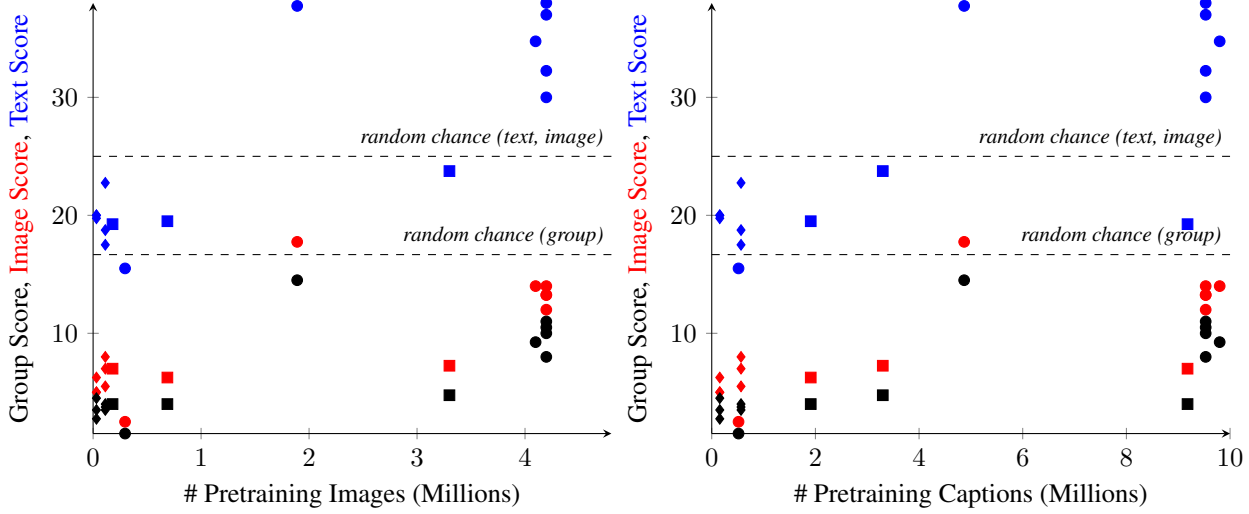 Group Score, Image Score, Text Score
30
20
10
random chance (text, image)
random chance (group)
0
1
2
3
4
# Pretraining Images (Millions)
Group Score, Image Score, Text Score
30
20
10
random chance (text, image)
random chance (group)
0
2
4
6
8
10
# Pretraining Captions (Millions)